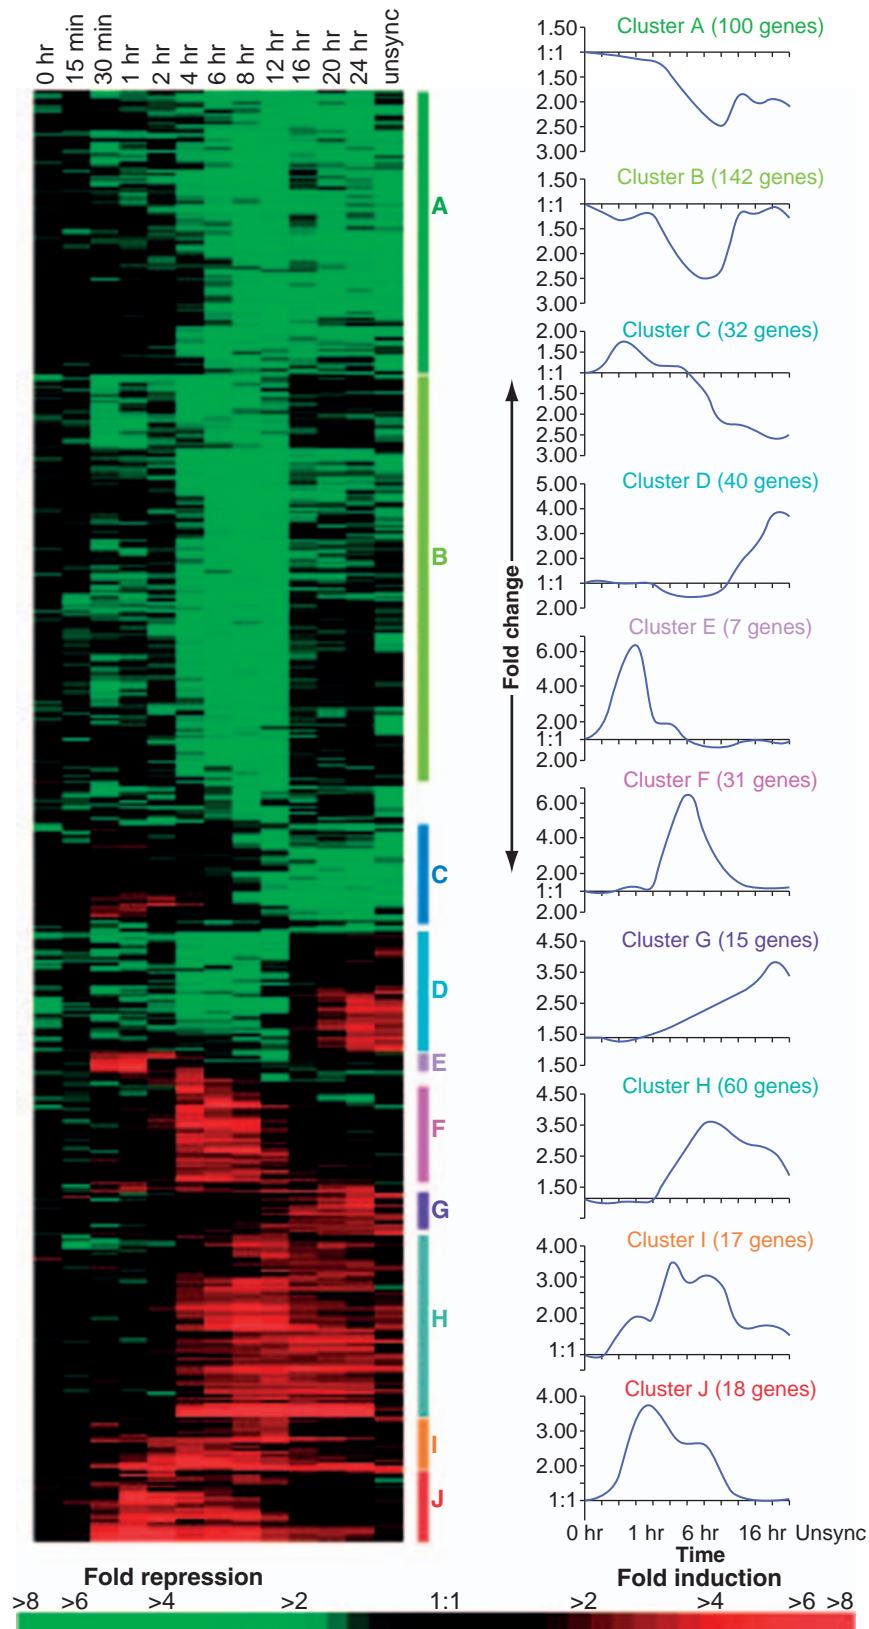 0 hr
15 min
30 min
1 hr
2 hr
4 hr
6 hr
8 hr
12 hr
16 hr
20 hr
24 hr
unsync
A
B
C
D
E
F
G
H
I
J
Fold change
Cluster A (100 genes)
1.50
1:1
1.50
2.00
2.50
3.00
Cluster B (142 genes)
1.50
1:1
1.50
2.00
2.50
3.00
Cluster C (32 genes)
2.00
1.50
1:1
1.50
2.00
2.50
3.00
Cluster D (40 genes)
5.00
4.00
3.00
2.00
1:1
2.00
Cluster E (7 genes)
6.00
4.00
2.00
1:1
2.00
Cluster F (31 genes)
6.00
4.00
2.00
1:1
2.00
Cluster G (15 genes)
4.50
3.50
2.50
1.50
1.50
Cluster H (60 genes)
4.50
3.50
2.50
1.50
Cluster I (17 genes)
4.00
3.00
2.00
1:1
Cluster J (18 genes)
4.00
3.00
2.00
1:1
0 hr 1 hr 6 hr 16 hr Unsync
Time
Fold repression Fold induction
>8 >6 >4 >2 1:1 >2 >4 >6 >8